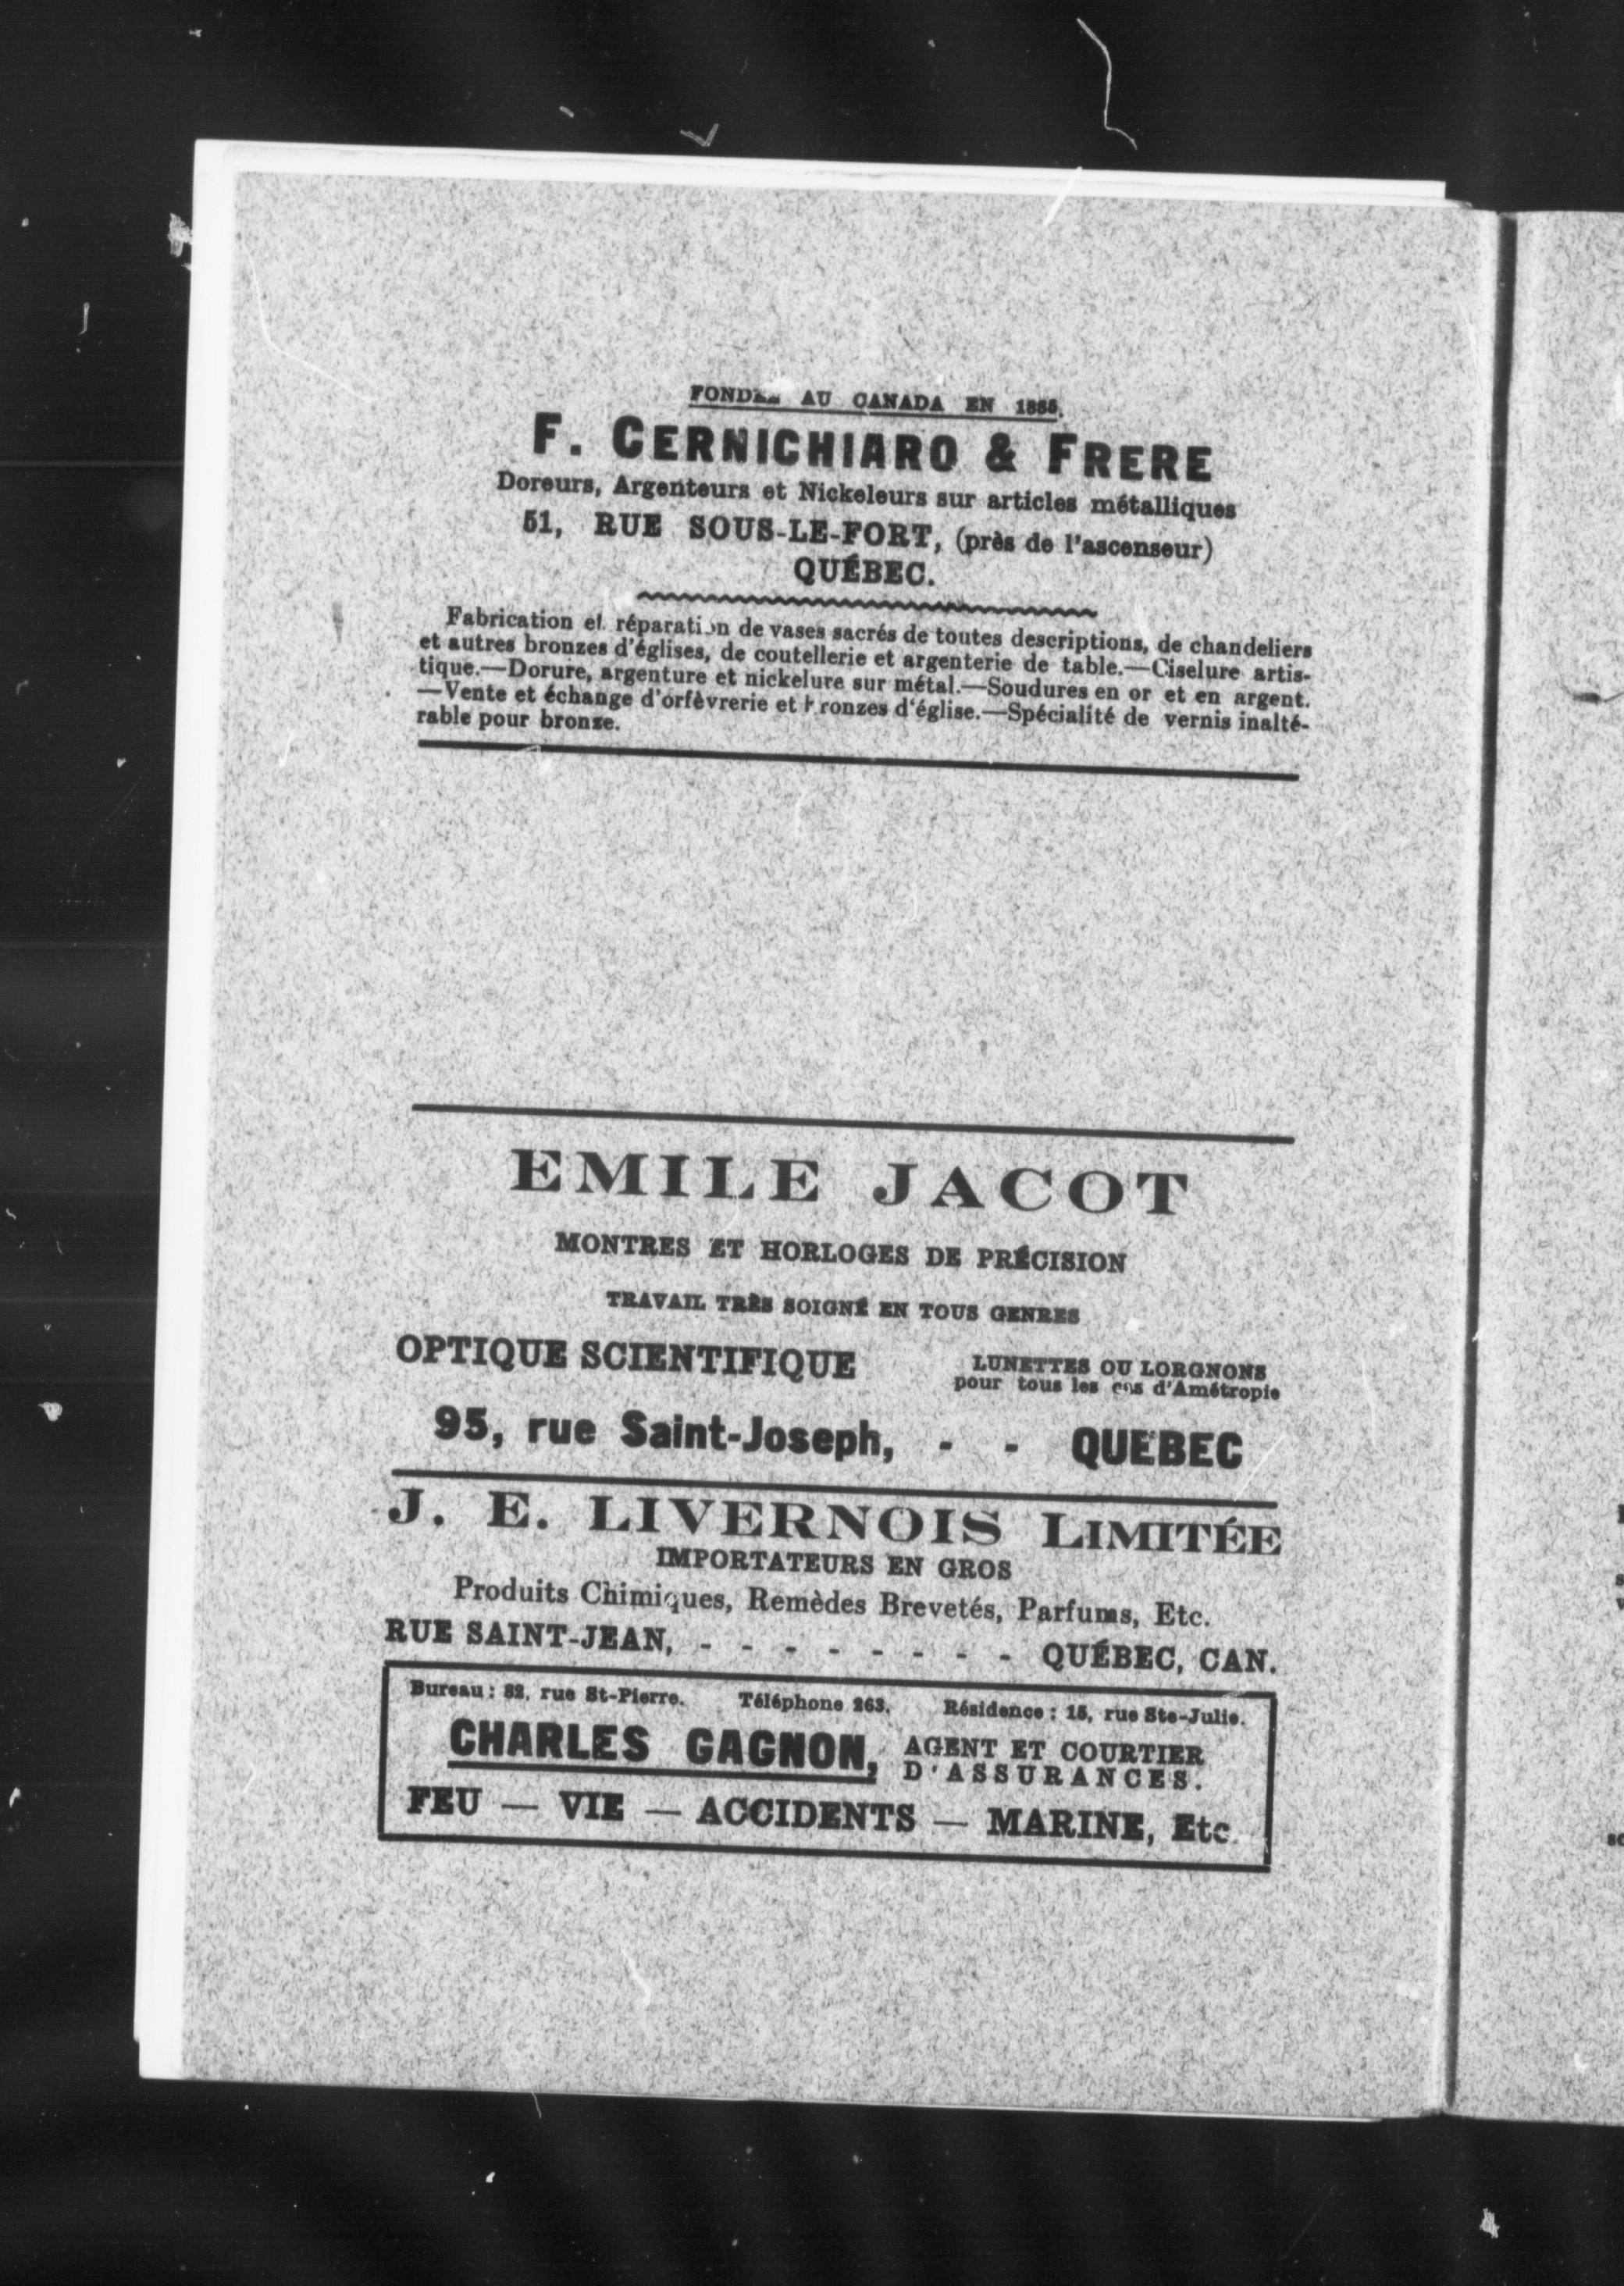 AU CANADA EN
F. CERNICHIARO & FRERE
Doreurs, Argenteurs et Nickeleurs sur articles métalliques
51, RUE SOUS-LE-FORT, (près de l'ascenseur)
QUÉBEC.
Fabrication et réparation de vases sacrés de toutes descriptions, de chandeliers
et autres bronzes d'églises, de coutellerie et argenterie de table.—Ciselure artis-
tique.—Dorure, argenture et nickelure sur métal.—Soudures en or et en argent.
—Vente et échange d'orfèvrerie et bronzes d'église.—Spécialité de vernis inalté-
rable pour bronze.
EMILE JACOT
MONTRES ET HORLOGES DE PRÉCISION
TRAVAIL TRÈS SOIGNÉ EN TOUS GENRES
OPTIQUE SCIENTIFIQUE
LUNETTES OU LORGNONS
pour tous les cas d'Amétropie
95, rue Saint-Joseph, - - QUEBEC
J. E. LIVERNOIS LIMITÉE
IMPORTATEURS EN GROS
Produits Chimiques, Remèdes Brevetés, Parfums, Etc.
RUE SAINT-JEAN, - - - - - - - - QUÉBEC, CAN.
Bureau : rue St-Pierre. Téléphone 263. Résidence : 15, rue Ste-Julie.
CHARLES GAGNON, AGENT ET COURTIER
D'ASSURANCES.
FEU — VIE — ACCIDENTS — MARINE, Etc.